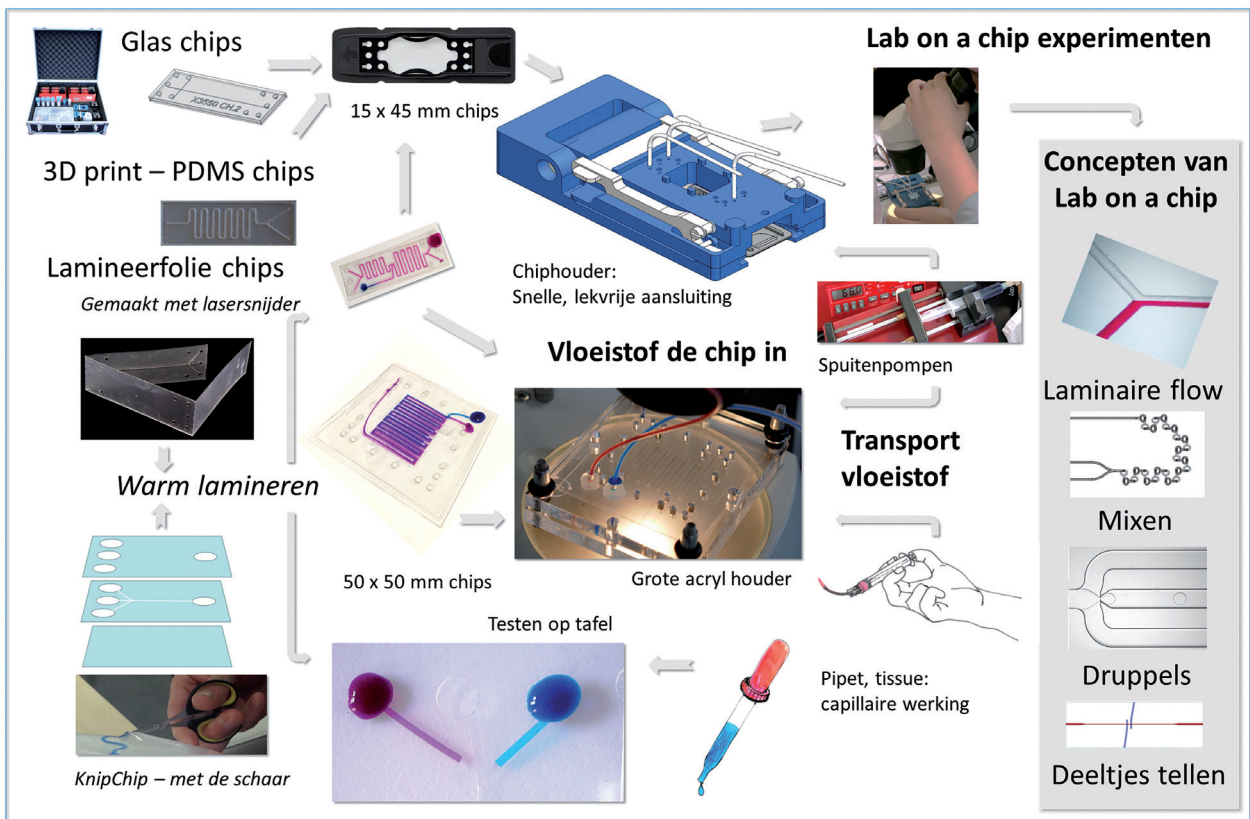 Glas chips
X3550 CH.2
15 x 45 mm chips
Lab on a chip experimenten
3D print – PDMS chips
Concepten van
Lab on a chip
Lamineerfolie chips
Gemaakt met lasersnijder
Chiphouder:
Snelle, lekvrije aansluiting
Vloeistof de chip in
Spuitenpompen
Laminaire flow
Transport
vloeistof
Warm lamineren
Mixen
50 x 50 mm chips
Grote acryl houder
Testen op tafel
Pipet, tissue:
capillaire werking
Druppels
KnipChip – met de schaar
Deeltjes tellen